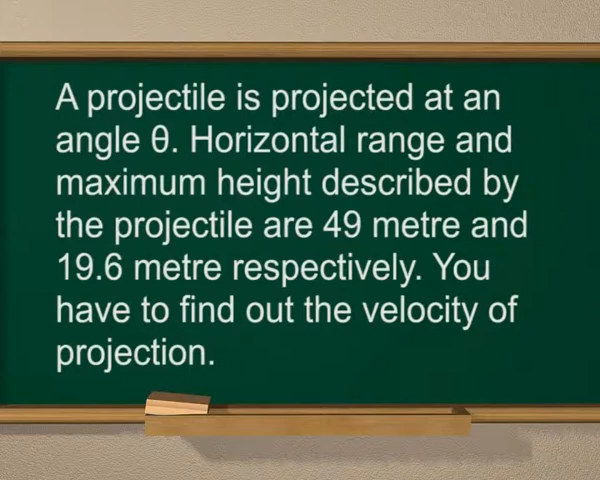 A projectile is projected at an
angle θ. Horizontal range and
maximum height described by
the projectile are 49 metre and
19.6 metre respectively. You
have to find out the velocity of
projection.